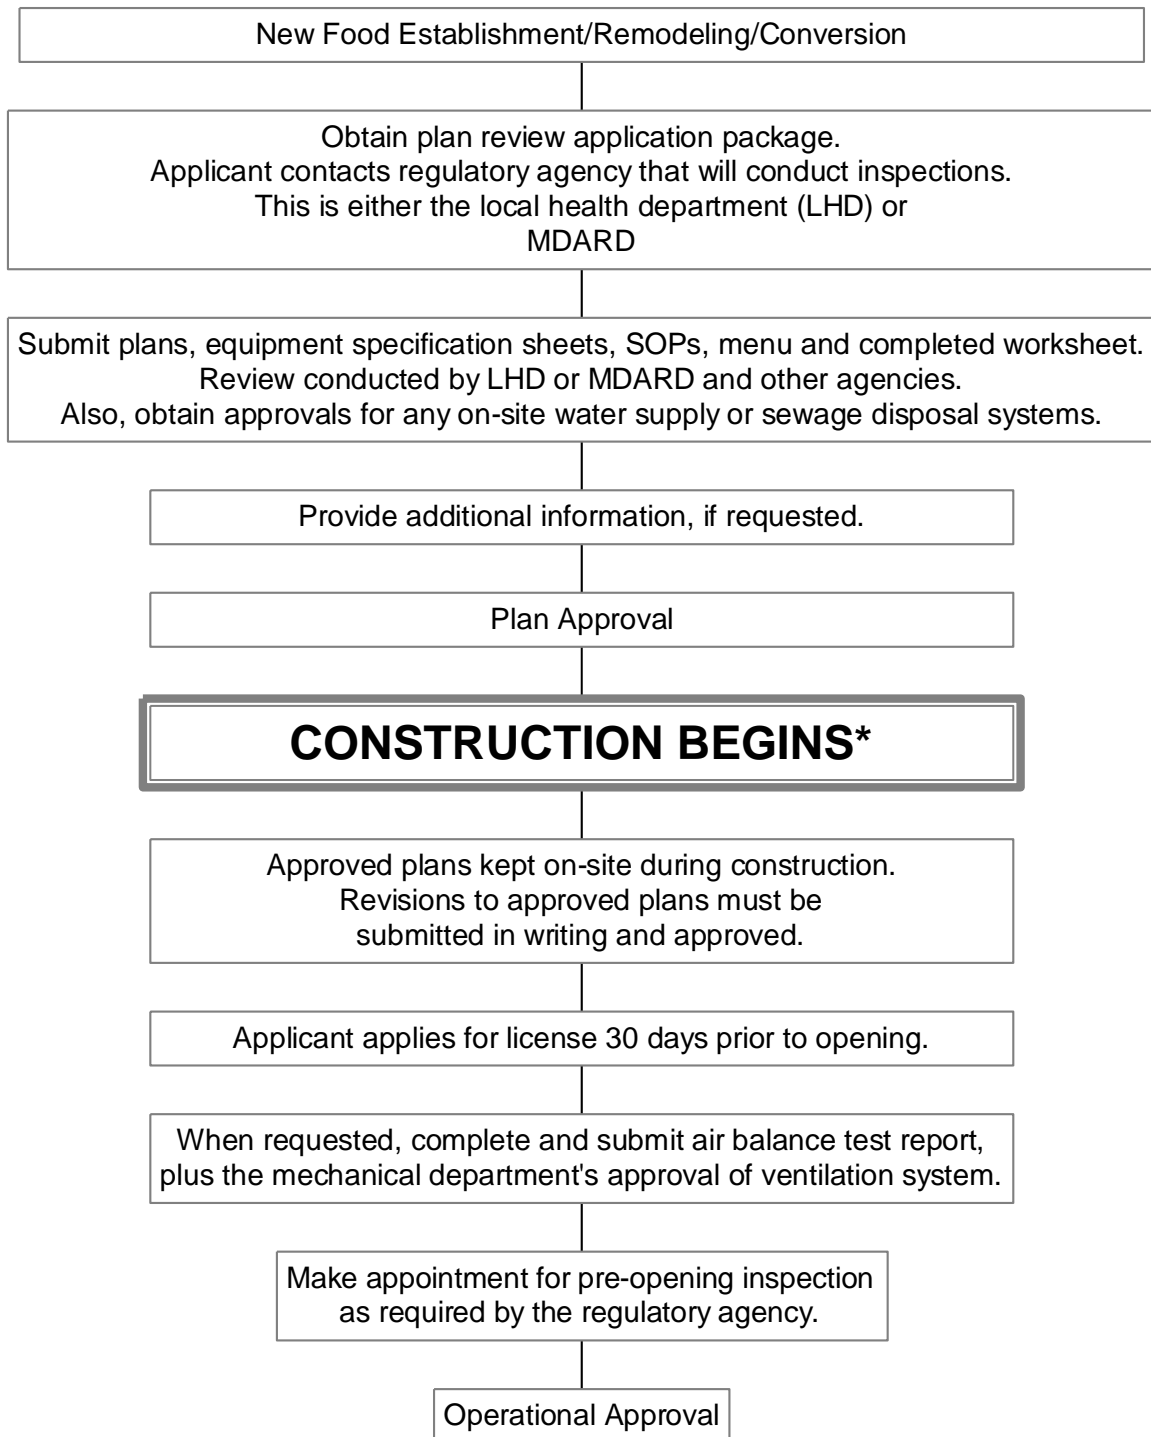 New Food Establishment/Remodeling/Conversion
Obtain plan review application package.
Applicant contacts regulatory agency that will conduct inspections.
This is either the local health department (LHD) or
MDARD
Submit plans, equipment specification sheets, SOPs, menu and completed worksheet.
Review conducted by LHD or MDARD and other agencies.
Also, obtain approvals for any on-site water supply or sewage disposal systems.
Provide additional information, if requested.
Plan Approval
CONSTRUCTION BEGINS*
Approved plans kept on-site during construction.
Revisions to approved plans must be
submitted in writing and approved.
Applicant applies for license 30 days prior to opening.
When requested, complete and submit air balance test report,
plus the mechanical department's approval of ventilation system.
Make appointment for pre-opening inspection
as required by the regulatory agency.
Operational Approval